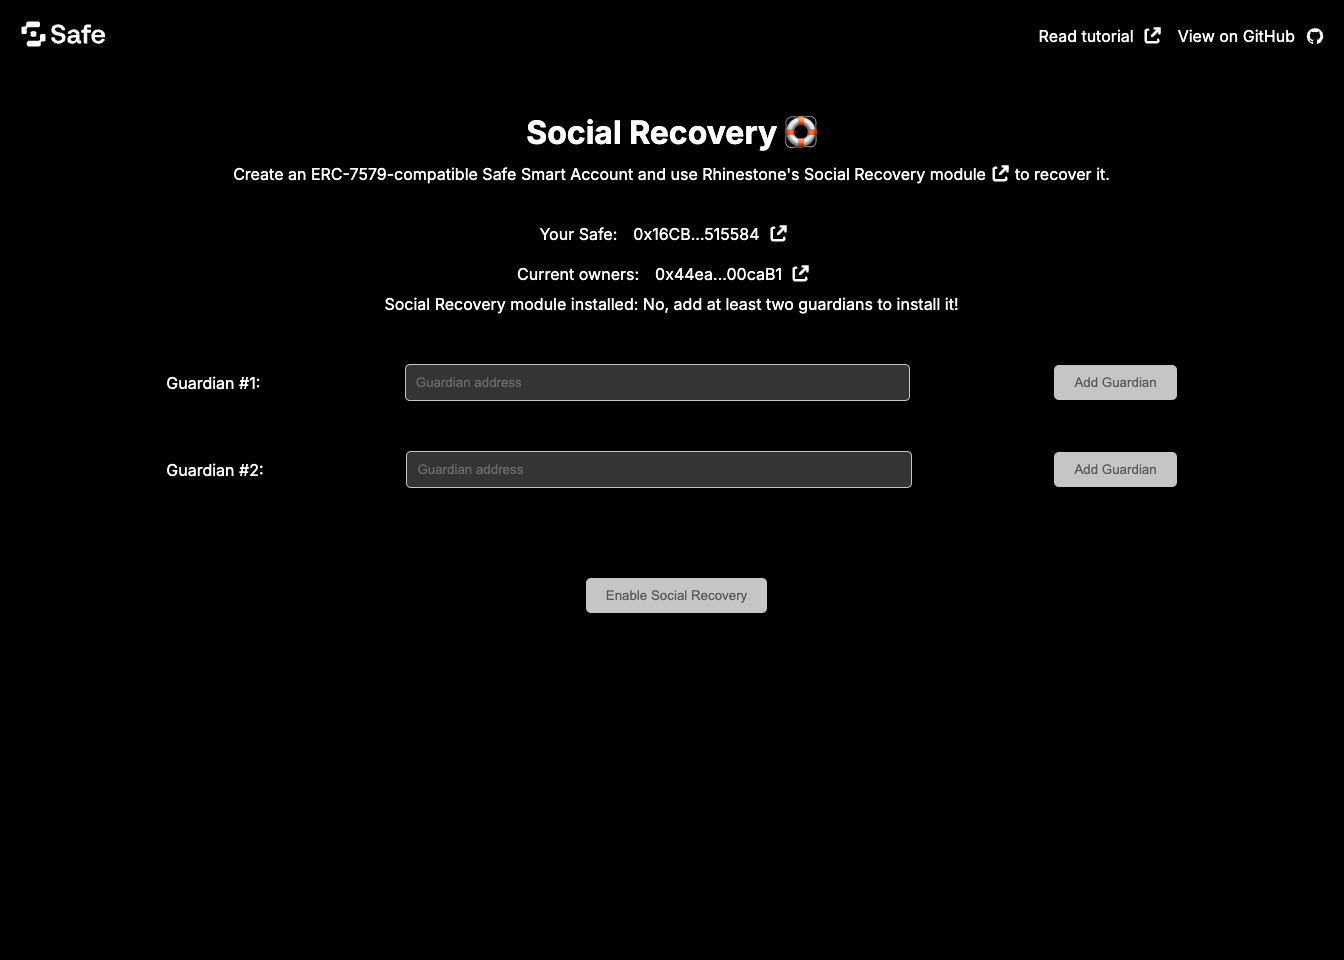 Safe
Read tutorial View on GitHub
Social Recovery
Create an ERC-7579-compatible Safe Smart Account and use Rhinestone's Social Recovery module to recover it.
Your Safe: 0x16CB...515584
Current owners: 0x44ea...00caB1
Social Recovery module installed: No, add at least two guardians to install it!
Guardian #1: Guardian address Add Guardian
Guardian #2: Guardian address Add Guardian
Enable Social Recovery